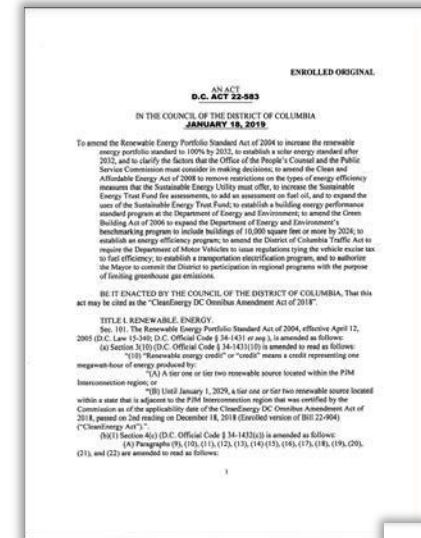 ENROLLED ORIGINAL
AN ACT
D.C. ACT 22-583
IN THE COUNCIL OF THE DISTRICT OF COLUMBIA
JANUARY 18, 2019
To amend the Renewable Energy Portfolio Standard Act of 2004 to increase the renewable
energy portfolio standard to 100% by 2032, to establish a solar energy standard after
2032, and to clarify the factors that the Office of the People's Counsel and the Public
Service Commission must consider in making decisions; to amend the Clean and
Affordable Energy Act of 2008 to remove restrictions on the types of energy efficiency
measures that the Sustainable Energy Utility must offer, to increase the Sustainable
Energy Trust Fund fee assessments, to add an assessment on fuel oil, and to expand the
uses of the Sustainable Energy Trust Fund; to establish a building energy performance
standard program at the Department of Energy and Environment; to amend the Green
Building Act of 2006 to expand the Department of Energy and Environment's
benchmarking program to include buildings of 10,000 square feet or more by 2024; to
establish an energy efficiency program; to amend the District of Columbia Traffic Act to
require the Department of Motor Vehicles to issue regulations tying the vehicle excise tax
to fuel efficiency; to establish a transportation electrification program, and to authorize
the Mayor to commit the District to participation in regional programs with the purpose
of limiting greenhouse gas emissions.
BE IT ENACTED BY THE COUNCIL OF THE DISTRICT OF COLUMBIA, That this
act may be cited as the "CleanEnergy DC Omnibus Amendment Act of 2018".
TITLE I. RENEWABLE. ENERGY.
Sec. 101. The Renewable Energy Portfolio Standard Act of 2004, effective April 12,
2005 (D.C. Law 15-340; D.C. Official Code § 34-1431 et seq.), is amended as follows:
(a) Section 3(10) (D.C. Official Code § 34-1431(10) is amended to read as follows:
"(10) "Renewable energy credit" or "credit" means a credit representing one
megawatt-hour of energy produced by:
"(A) A tier one or tier two renewable source located within the PJM
Interconnection region; or
"(B) Until January 1, 2029, a tier one or tier two renewable source located
within a state that is adjacent to the PJM Interconnection region that was certified by the
Commission as of the applicability date of the CleanEnergy DC Omnibus Amendment Act of
2018, passed on 2nd reading on December 18, 2018 (Enrolled version of Bill 22-904)
("CleanEnergy Act").".
(b)(1) Section 4(c) (D.C. Official Code § 34-1432(c)) is amended as follows:
(A) Paragraphs (9), (10), (11), (12), (13), (14) (15), (16), (17), (18), (19), (20),
(21), and (22) are amended to read as follows:
1